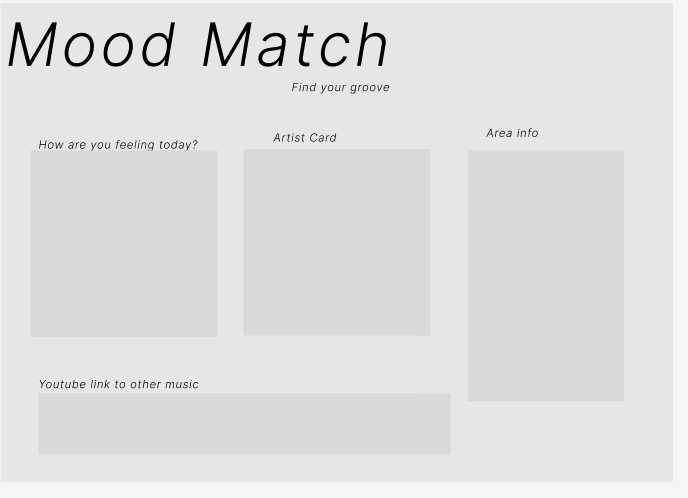 Mood Match
Find your groove
How are you feeling today?
Artist Card
Area info
Youtube link to other music